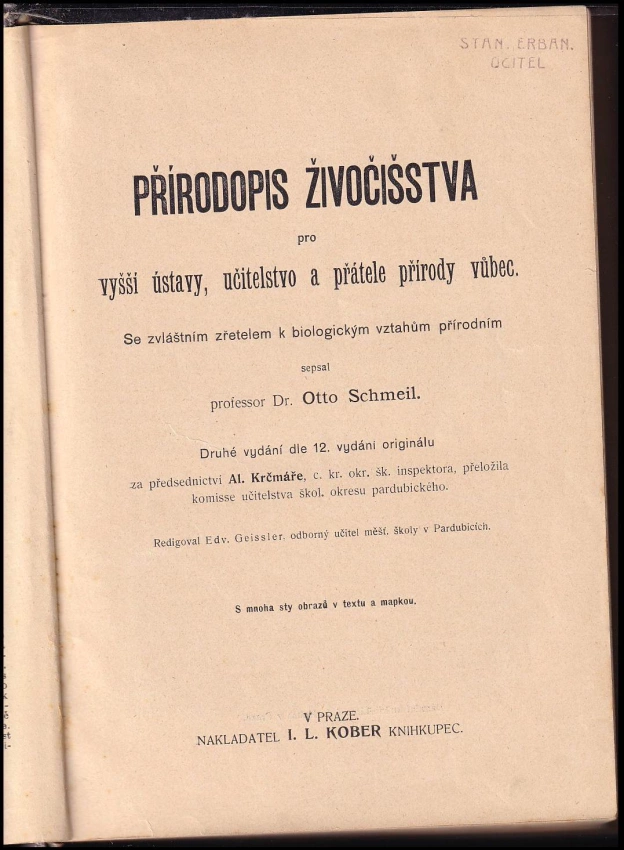 STAN. ERBAN.
UČITEL
PŘÍRODOPIS ŽIVOČIŠSTVA
pro
vyšší ústavy, učitelstvo a přátele přírody vůbec.
Se zvláštním zřetelem k biologickým vztahům přírodním
sepsal
professor Dr. Otto Schmeil.
Druhé vydání dle 12. vydání originálu
za předsednictví Al. Krčmáře, c. kr. okr. šk. inspektora, přeložila
komisse učitelstva škol. okresu pardubického.
Redigoval Edv. Geissler, odborný učitel měšť. školy v Pardubicích.
S mnoha sty obrazů v textu a mapkou.
V PRAZE.
NAKLADATEL I. L. KOBER KNIHKUPEC.